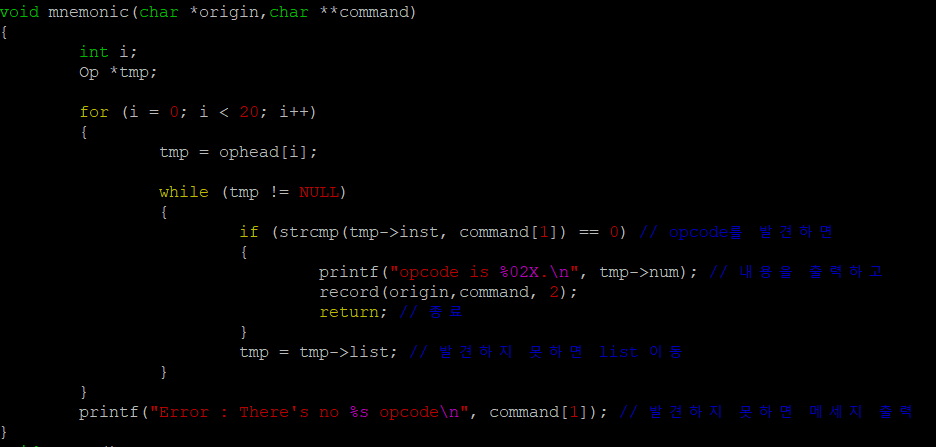 void mnemonic(char *origin,char **command)
{
int i;
Op *tmp;
for (i = 0; i < 20; i++)
{
tmp = ophead[i];
while (tmp != NULL)
{
if (strcmp(tmp->inst, command[1]) == 0) // opcode를 발견하면
{
printf("opcode is %02X.\n", tmp->num); // 내용을 출력하고
record(origin,command, 2);
return; // 종료
}
tmp = tmp->list; // 발견하지 못하면 list 이동
}
}
printf("Error : There's no %s opcode\n", command[1]); // 발견하지 못하면 메세지 출력
}